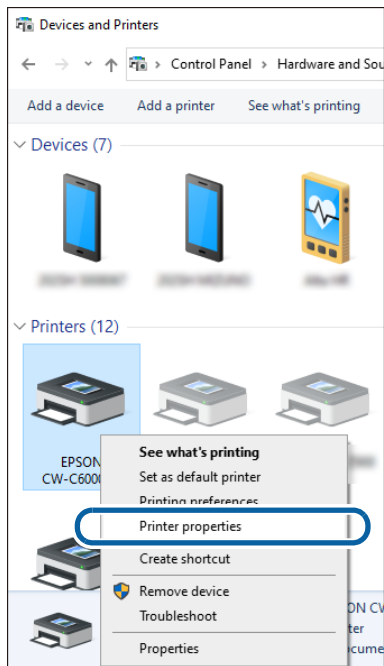 Devices and Printers
Control Panel > Hardware and Sou
Add a device Add a printer See what's printing
Devices (7)
Printers (12)
EPSON
CW-C600
See what's printing
Set as default printer
Printing preferences
Printer properties
Create shortcut
Remove device
Troubleshoot
Properties
ON CW
ter
cume